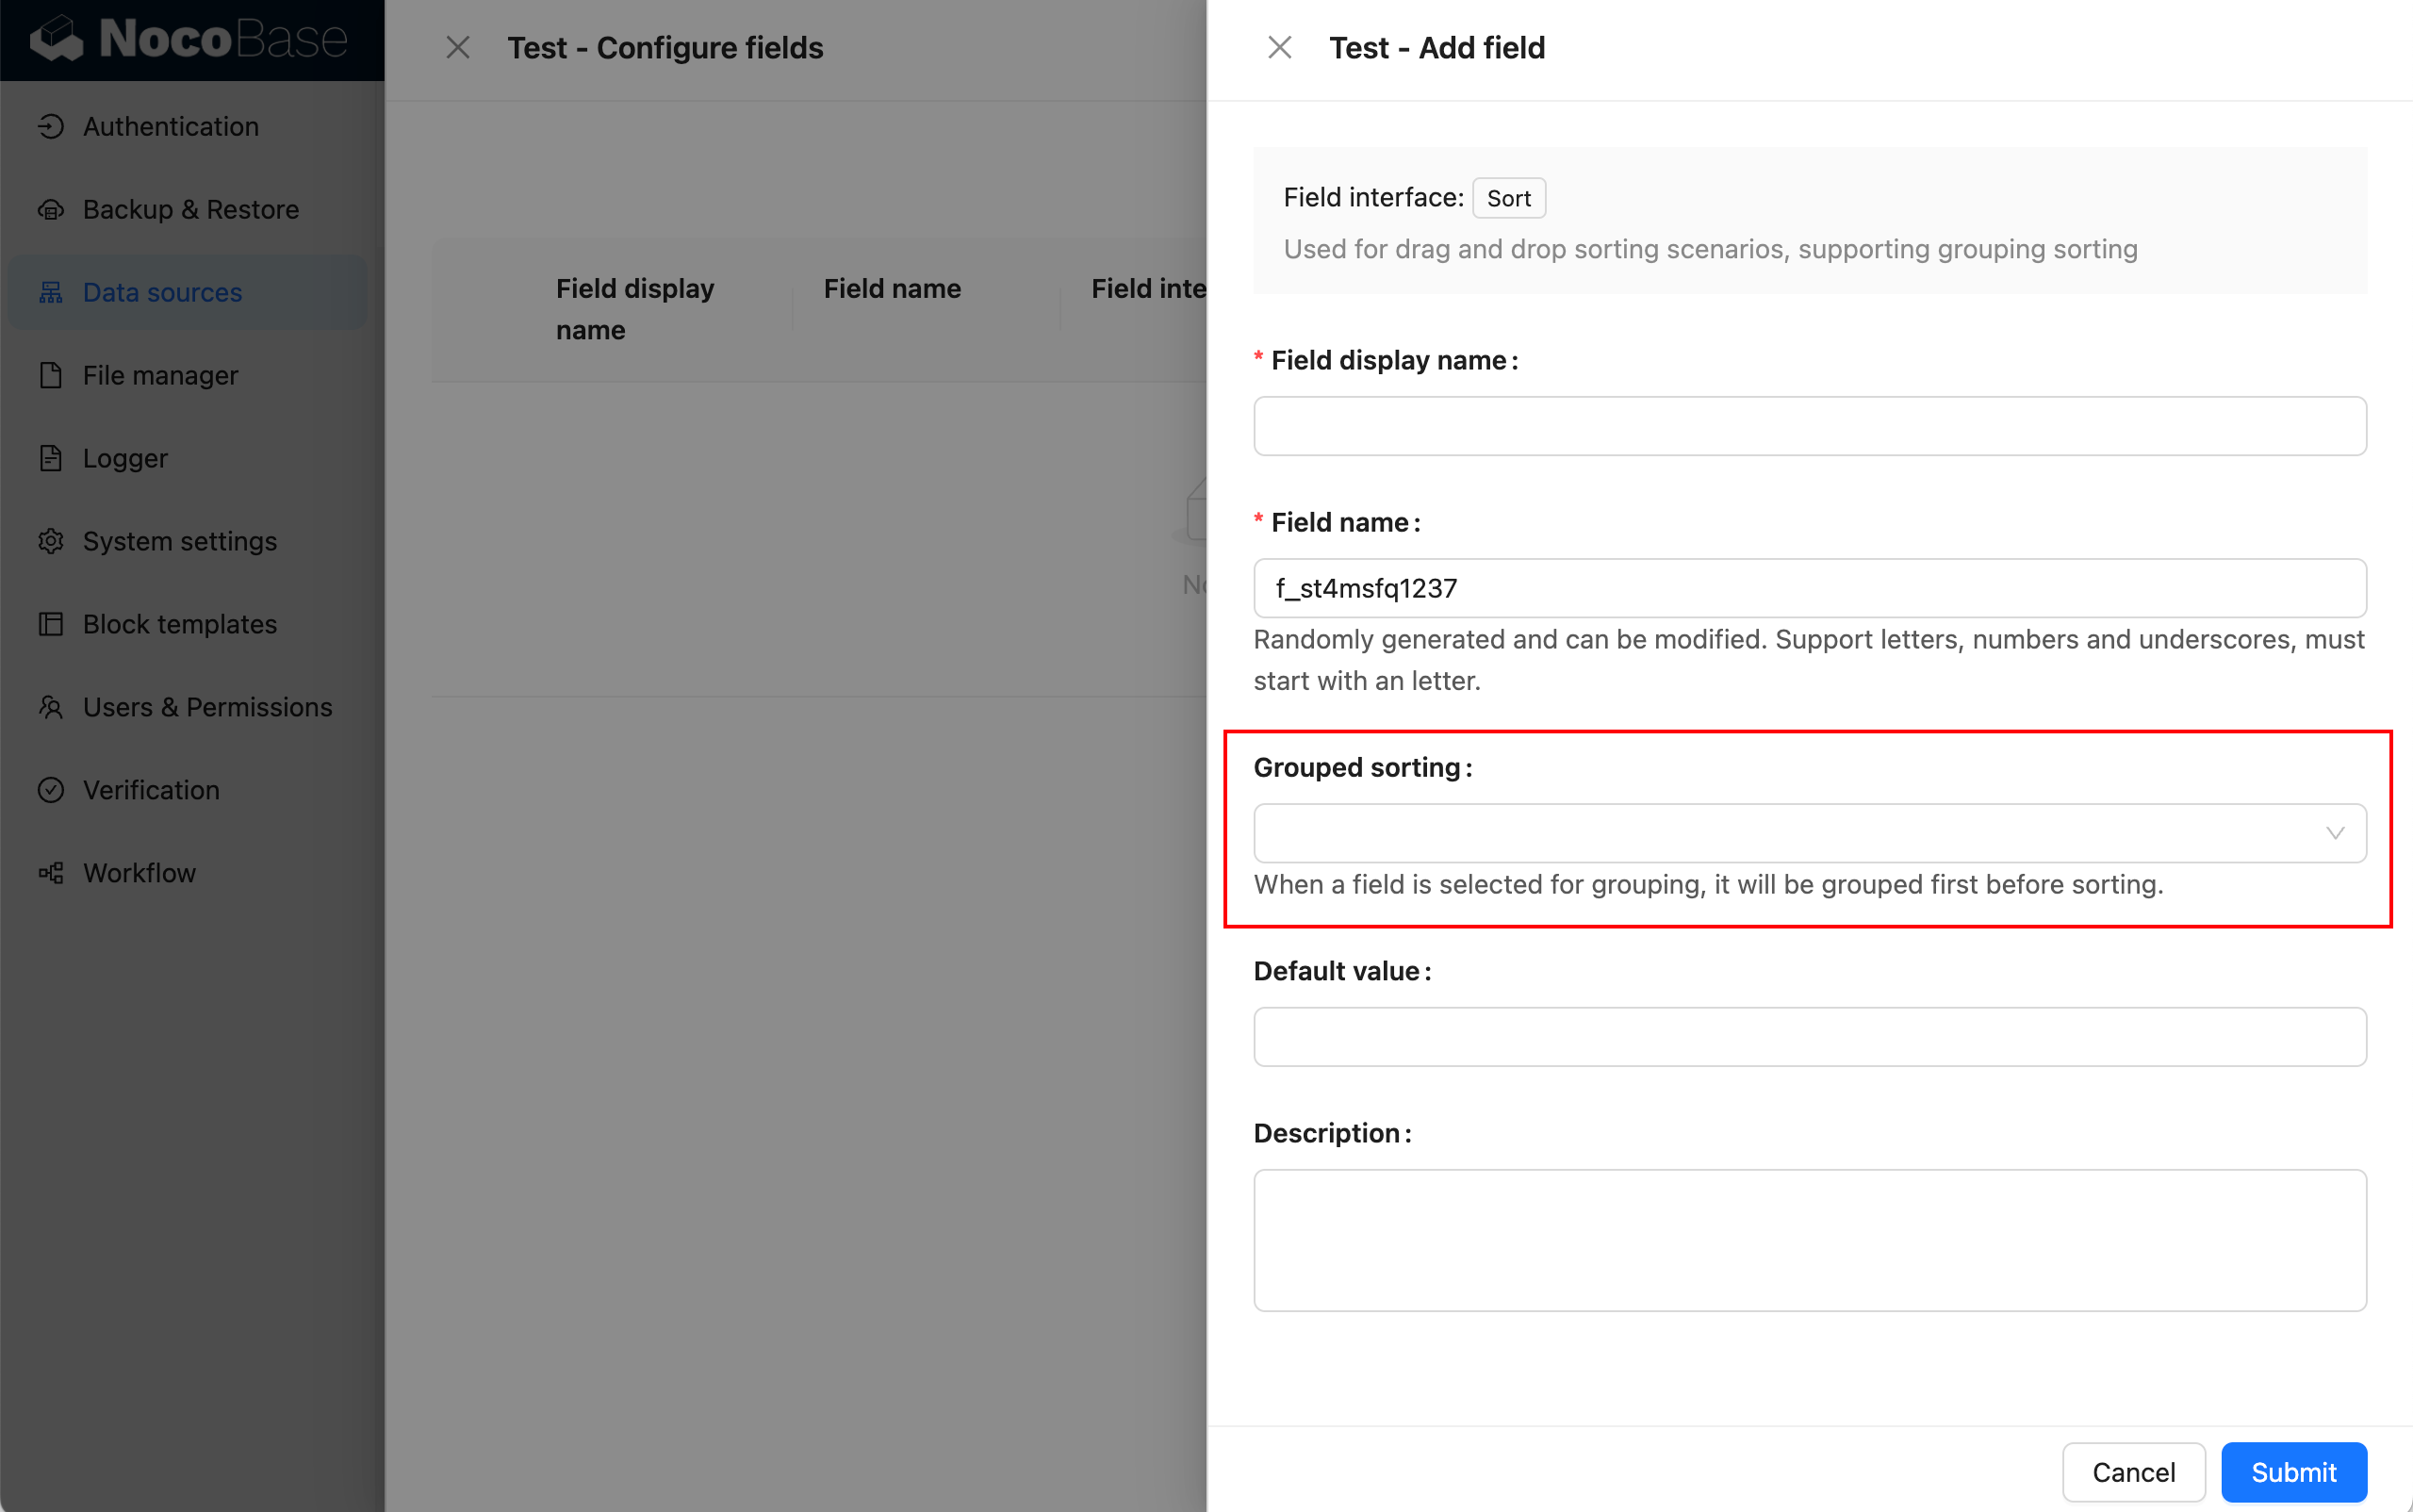 NocoBase
Authentication
Backup & Restore
Data sources
File manager
Logger
System settings
Block templates
Users & Permissions
Verification
Workflow
Test - Configure fields
Field display
name
Field name
Field inte
Test - Add field
Field interface: Sort
Used for drag and drop sorting scenarios, supporting grouping sorting
* Field display name:
* Field name:
f_st4msfq1237
Randomly generated and can be modified. Support letters, numbers and underscores, must
start with an letter.
Grouped sorting:
When a field is selected for grouping, it will be grouped first before sorting.
Default value:
Description:
Cancel
Submit